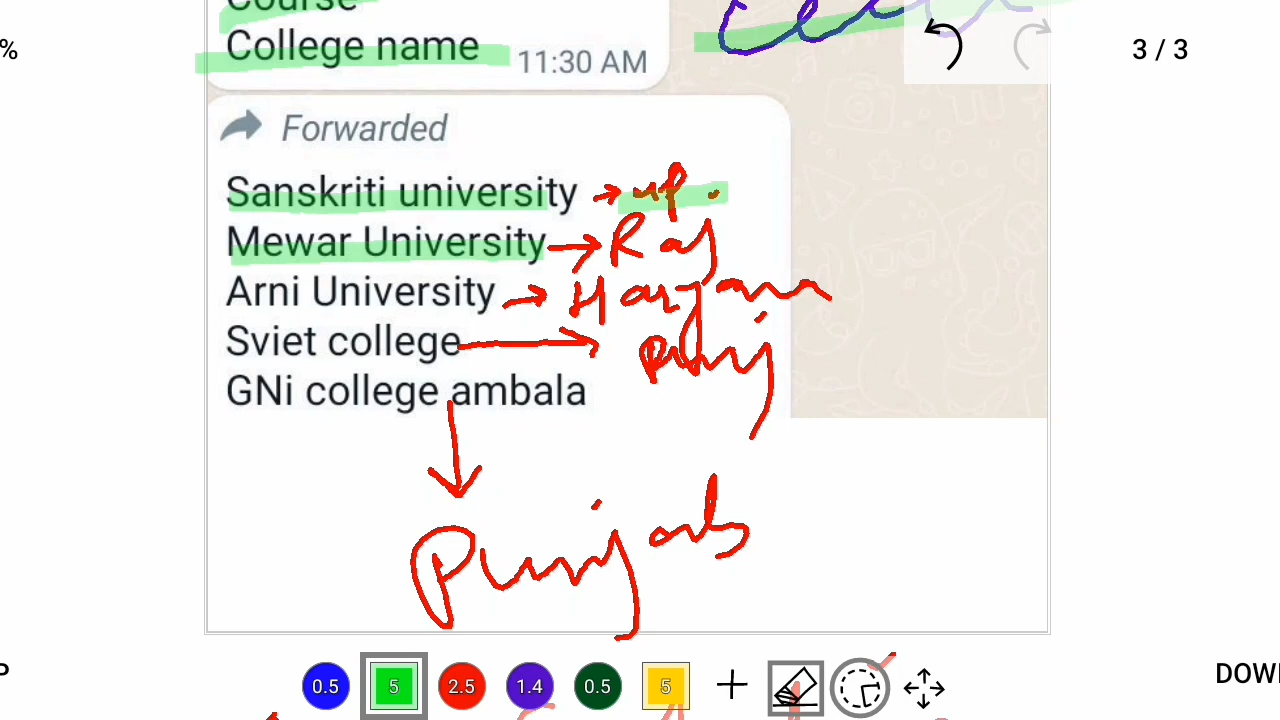 Course
%
College name
11:30 AM
3 / 3
Forwarded
Sanskriti university → up.
Mewar University → Raj
Arni University → Haryana
Sviet college → Punj
GNi college ambala
Punjab
P
0.5 5 2.5 1.4 0.5 5
DOW